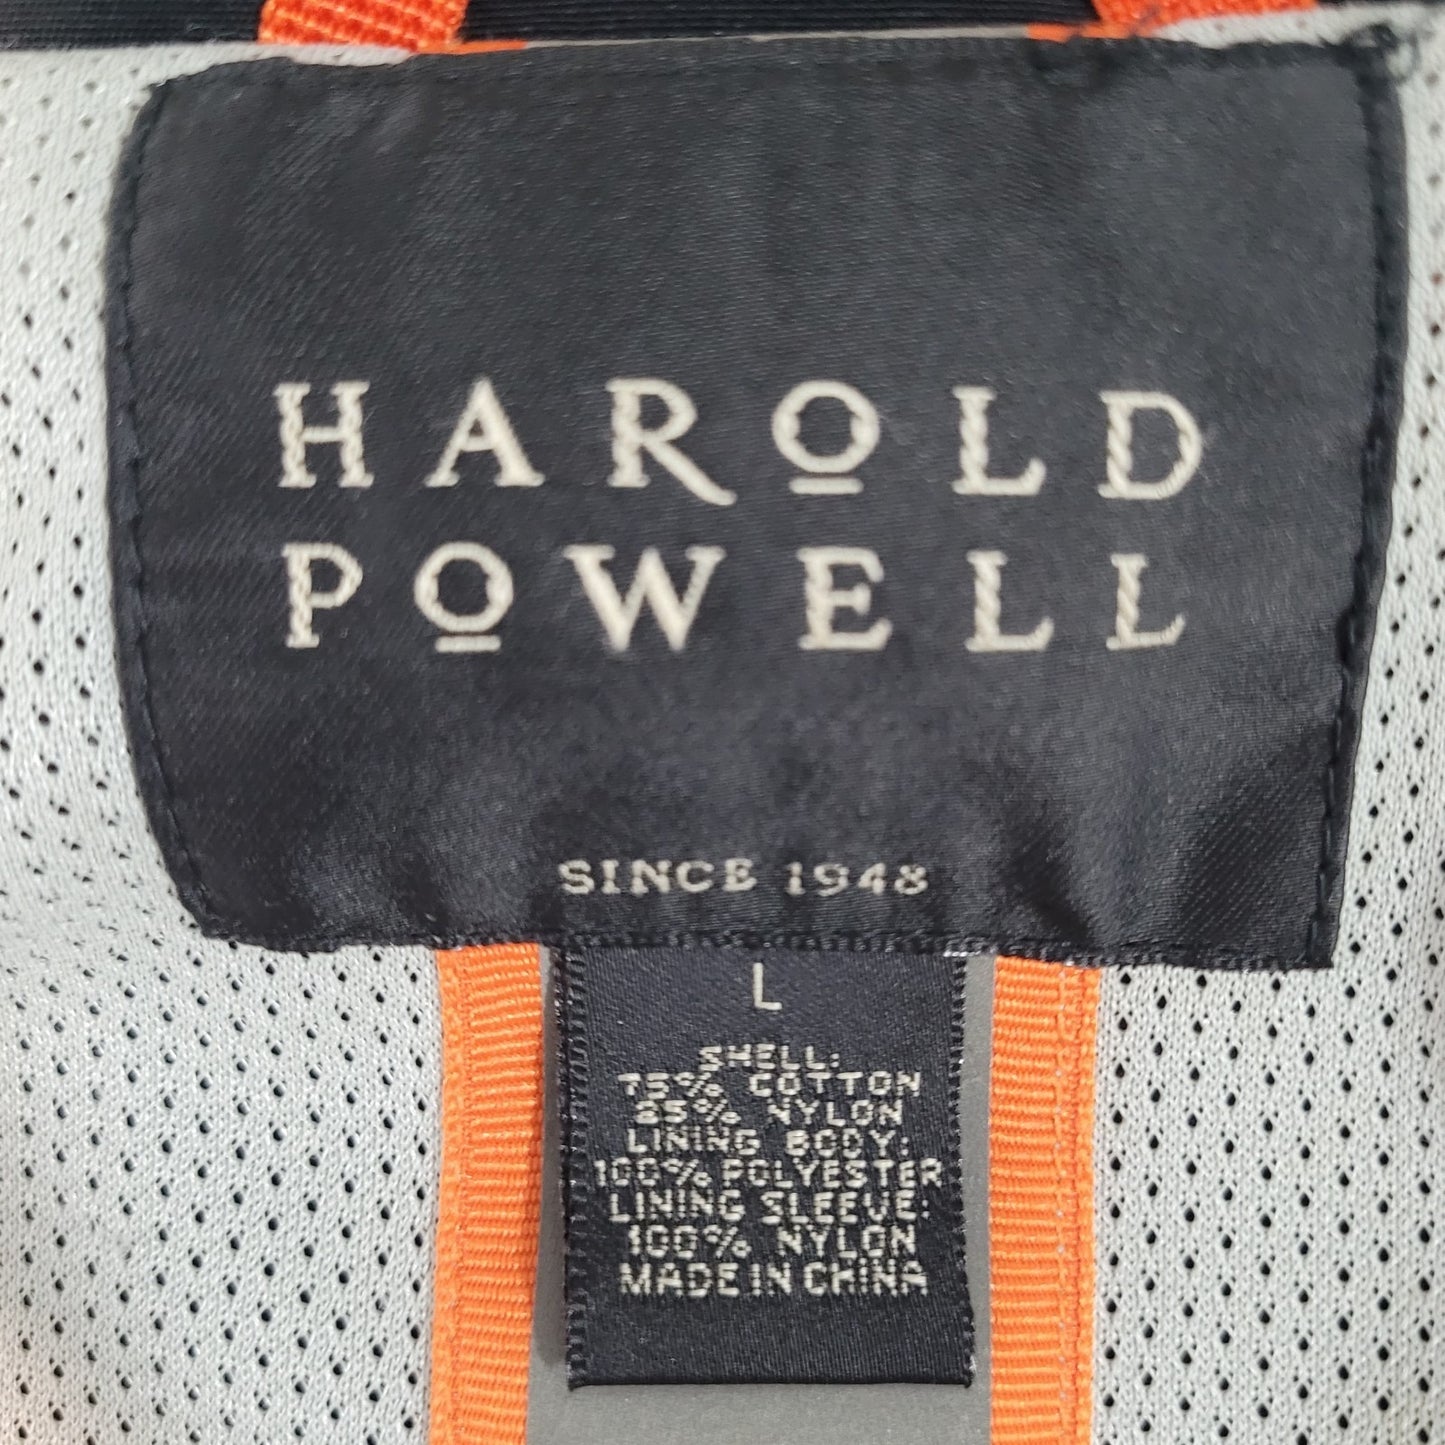 HAROLD
POWELL
SINCE 1948
L
SHELL:
75% COTTON
25% NYLON
LINING BODY:
100% POLYESTER
LINING SLEEVE:
100% NYLON
MADE IN CHINA